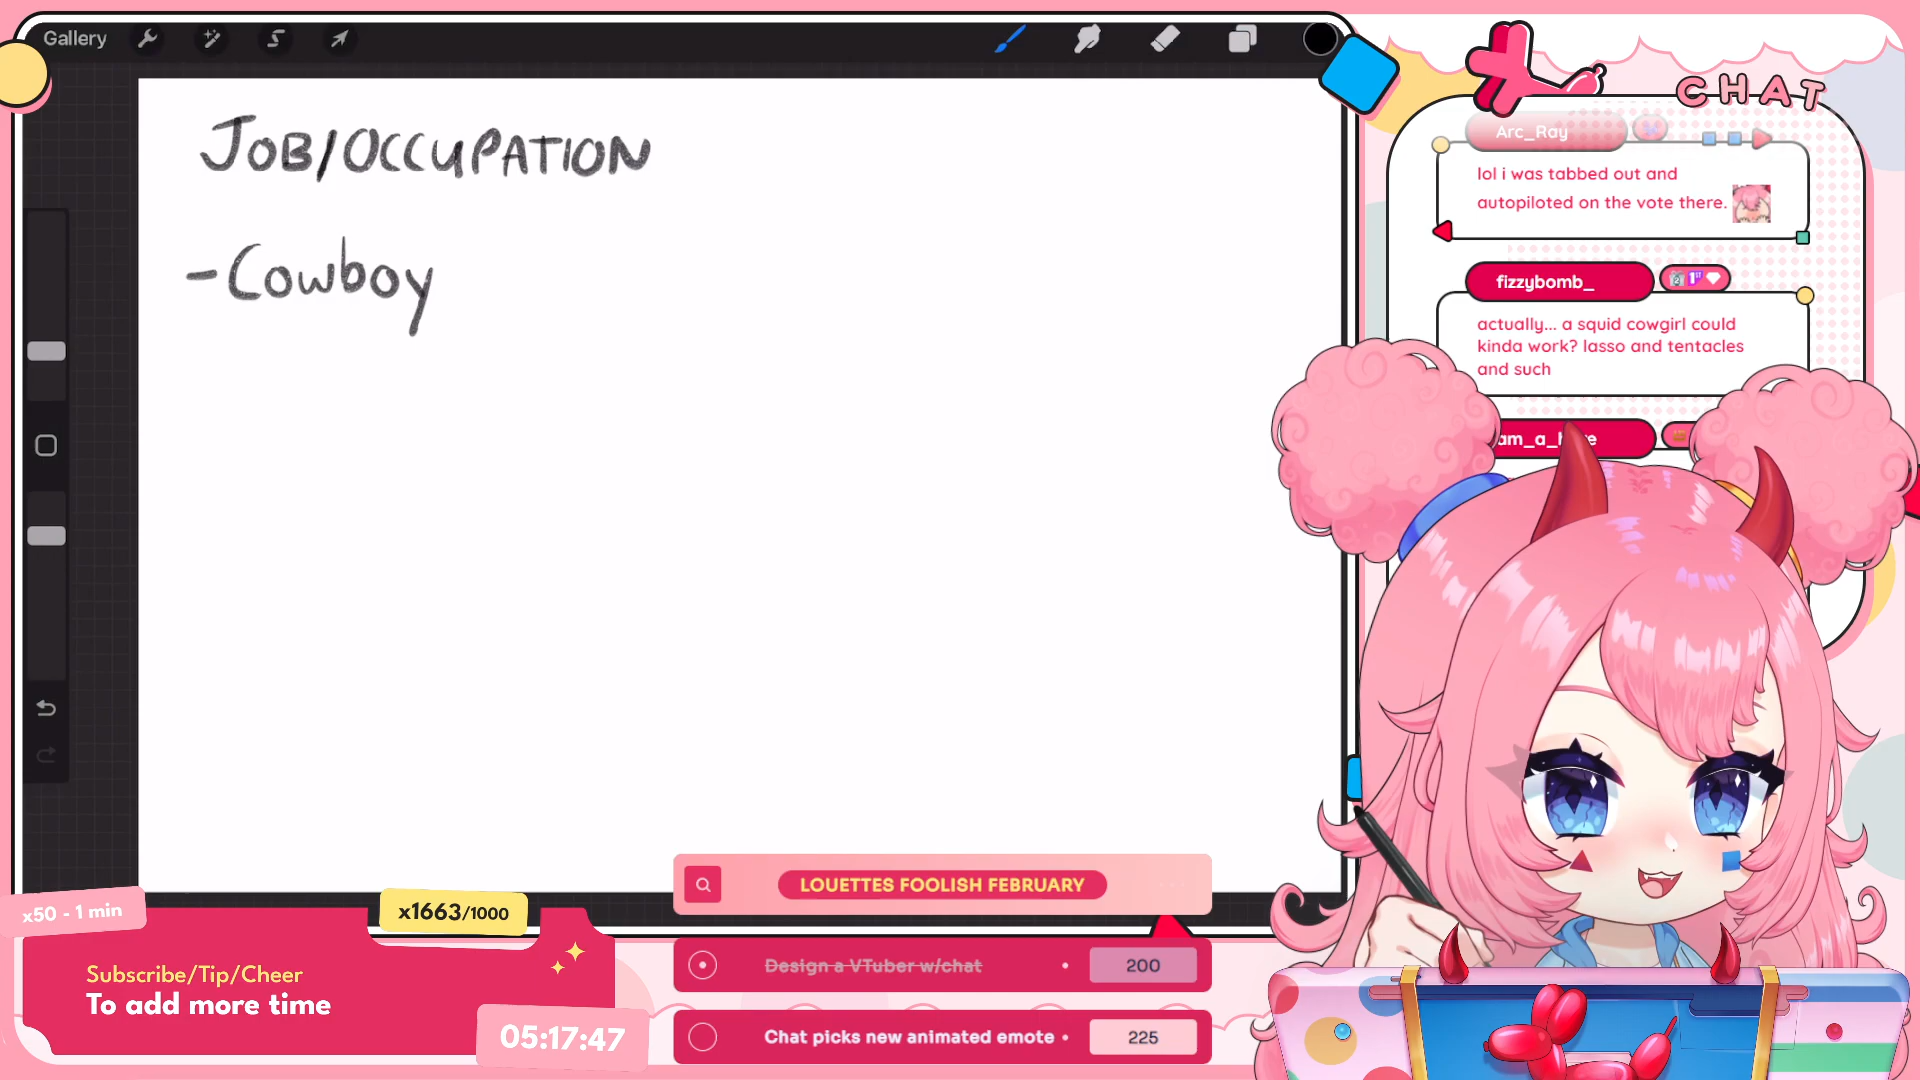 Gallery
JOB/OCCUPATION
-Cowboy
CHAT
Arc_Ray
lol i was tabbed out and
autopiloted on the vote there.
fizzybomb_
actually... a squid cowgirl could
kinda work? lasso and tentacles
and such
x50 - 1 min
x1663/1000
Subscribe/Tip/Cheer
To add more time
05:17:47
LOUETTES FOOLISH FEBRUARY
Design a VTuber w/chat • 200
Chat picks new animated emote • 225